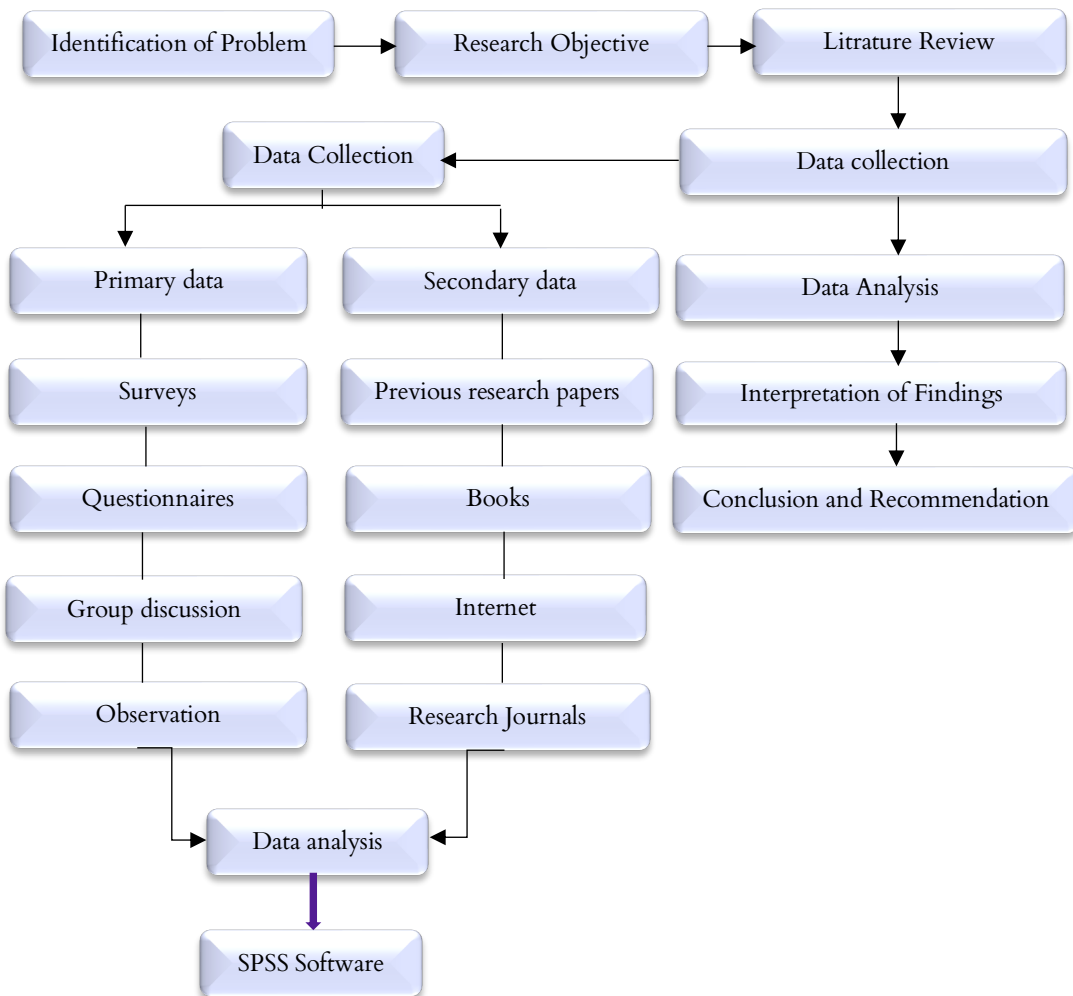 Identification of Problem
Research Objective
Litrature Review
Data Collection
Data collection
Primary data
Secondary data
Data Analysis
Surveys
Previous research papers
Interpretation of Findings
Questionnaires
Books
Conclusion and Recommendation
Group discussion
Internet
Observation
Research Journals
Data analysis
SPSS Software